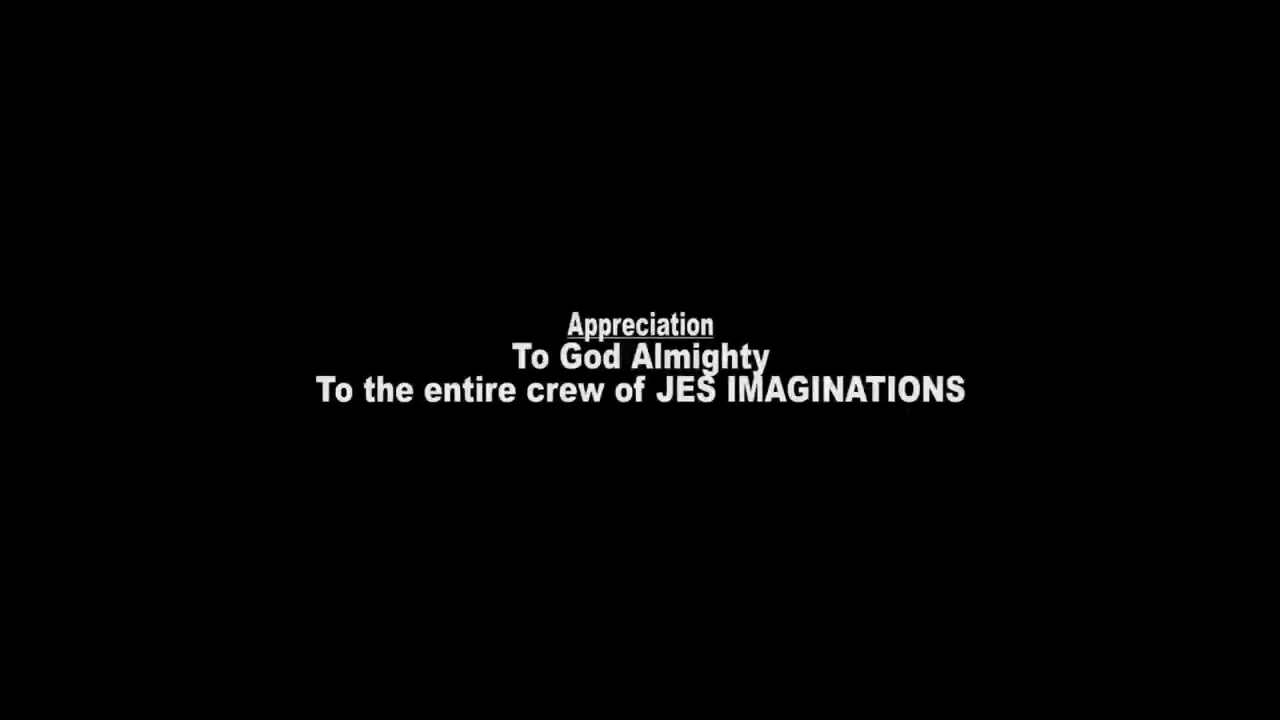 Appreciation
To God Almighty
To the entire crew of JES IMAGINATIONS